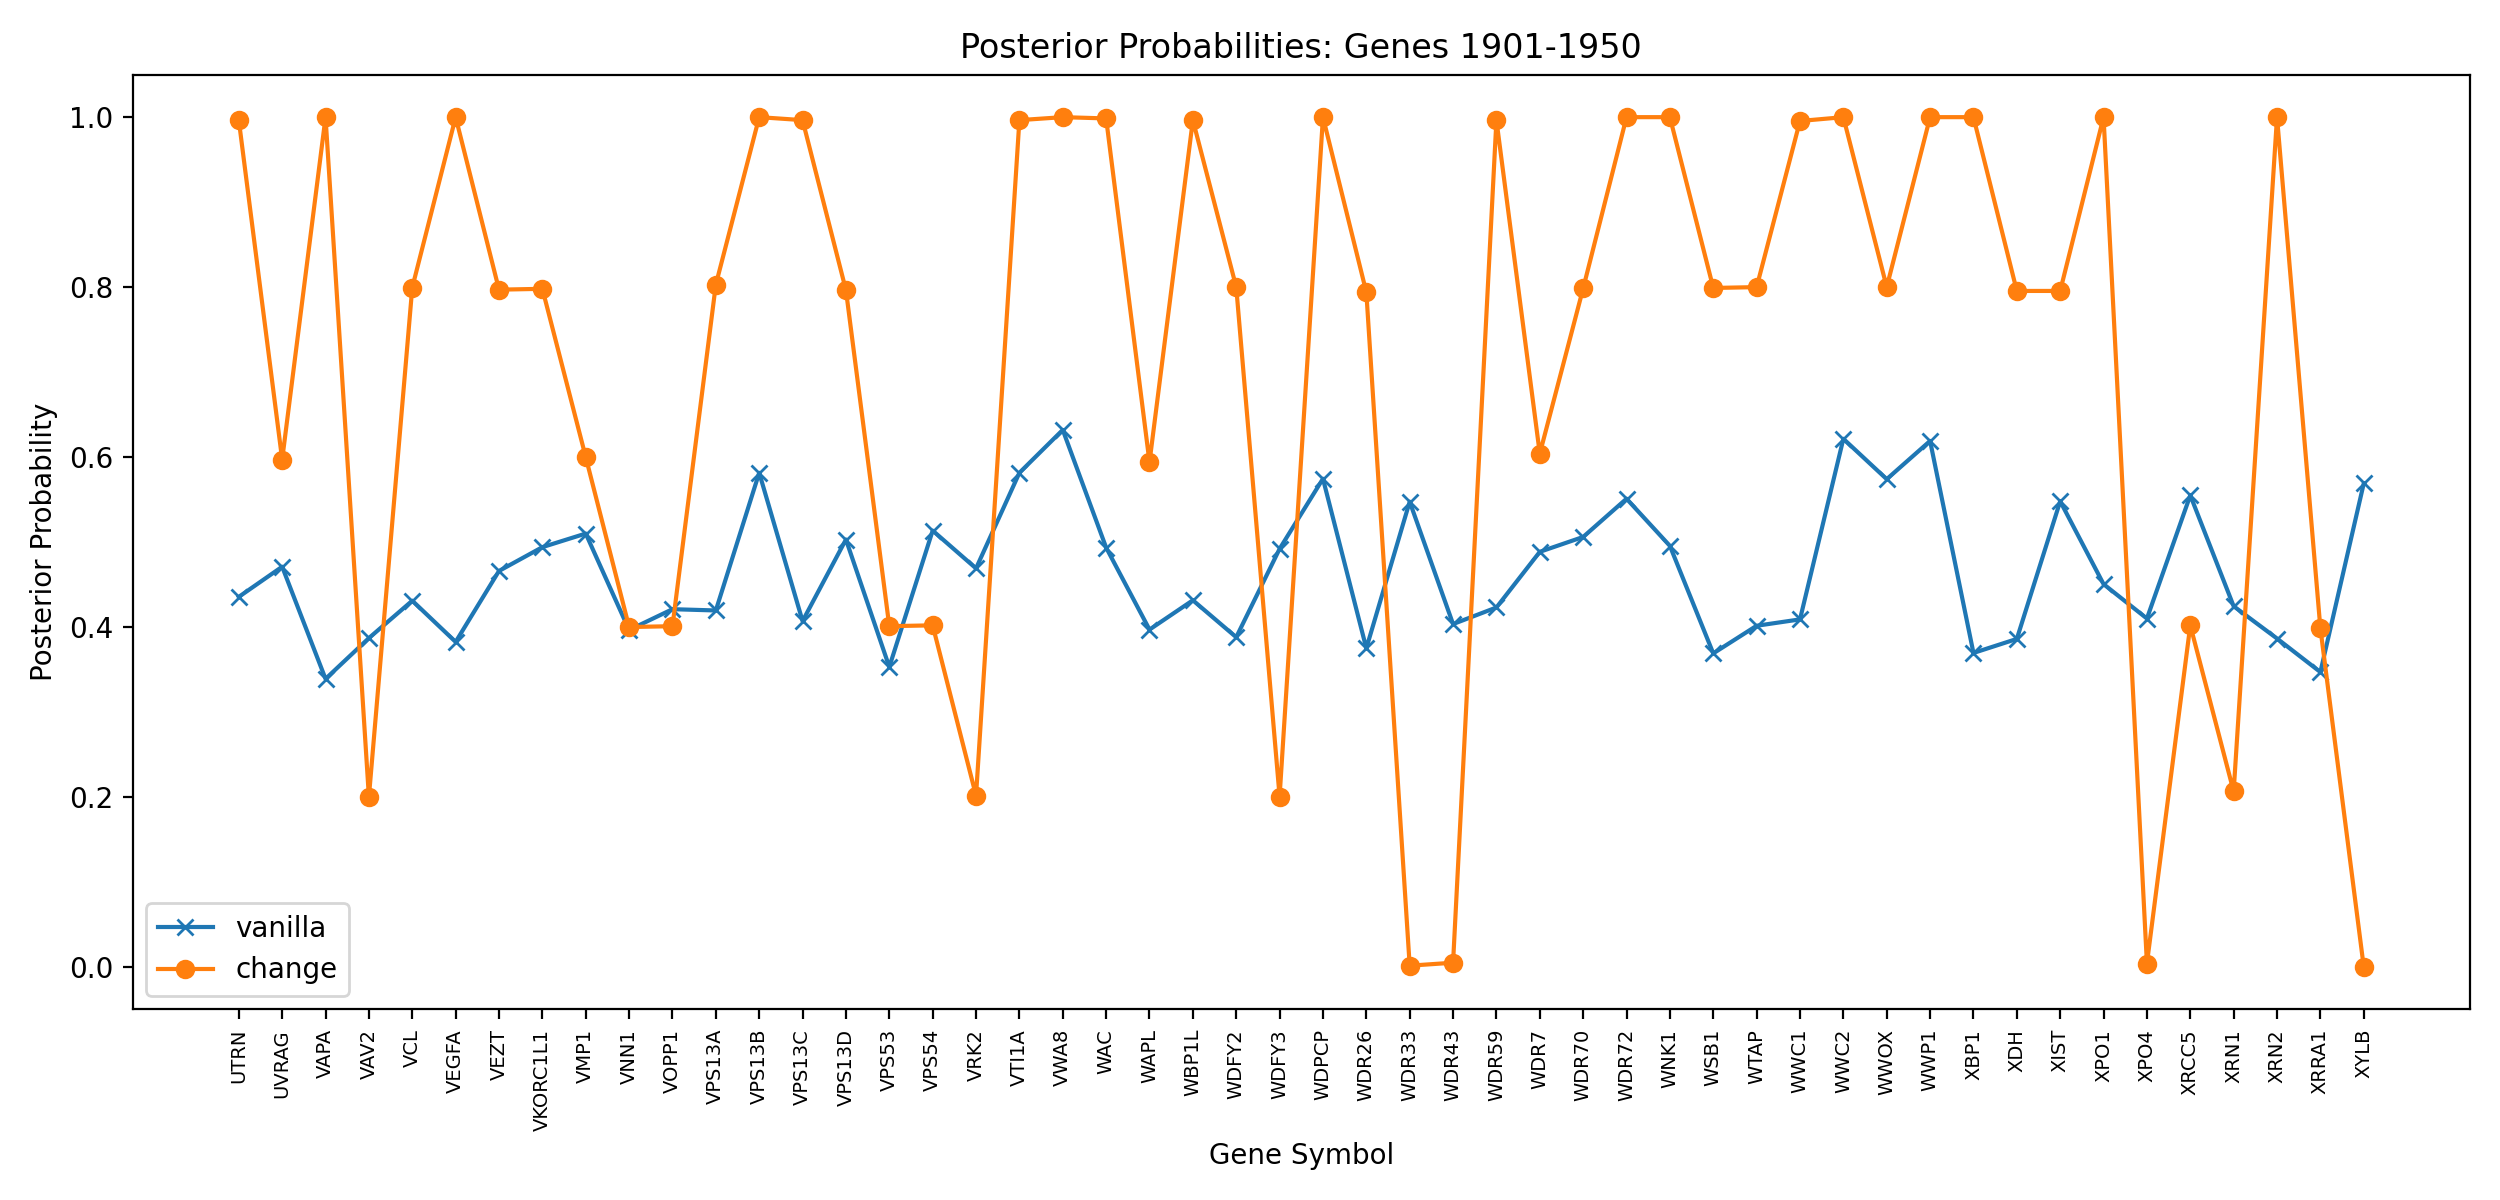 Posterior Probabilities: Genes 1901-1950
1.0
0.8
0.6
0.4
0.2
0.0
Posterior Probability
vanilla
change
UTRN
UVRAG
VAPA
VAV2
VCL
VEGFA
VEZT
VKORC1L1
VMP1
VNN1
VOPP1
VPS13A
VPS13B
VPS13C
VPS13D
VPS53
VPS54
VRK2
VTI1A
VWA8
WAC
WAPL
WBP1L
WDFY2
WDFY3
WDPCP
WDR26
WDR33
WDR43
WDR59
WDR7
WDR70
WDR72
WNK1
WSB1
WTAP
WWC1
WWC2
WWOX
WWP1
XBP1
XDH
XIST
XPO1
XPO4
XRCC5
XRN1
XRN2
XRRA1
XYLB
Gene Symbol